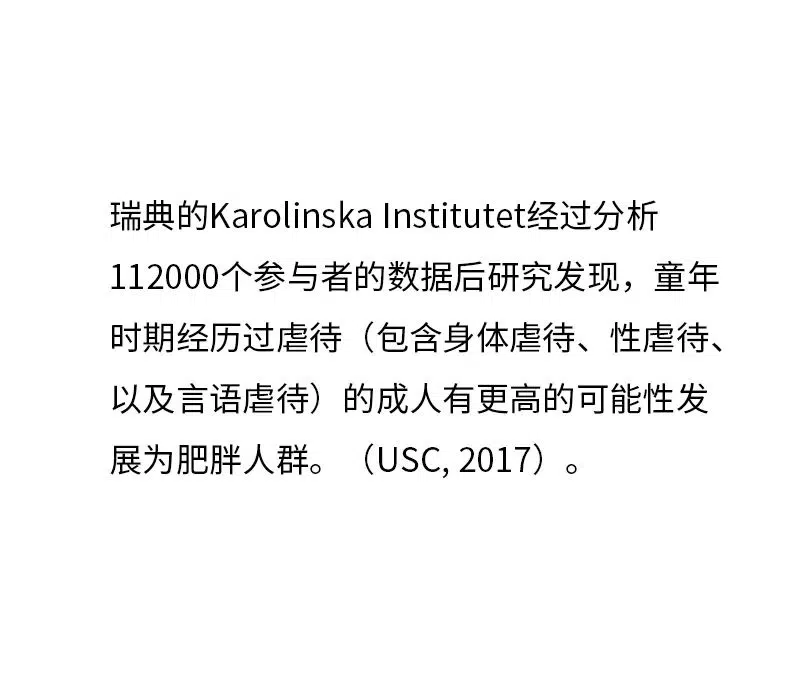 瑞典的Karolinska Institutet经过分析
112000个参与者的数据后研究发现，童年
时期经历过虐待（包含身体虐待、性虐待、
以及言语虐待）的成人有更高的可能性发
展为肥胖人群。（USC, 2017）。